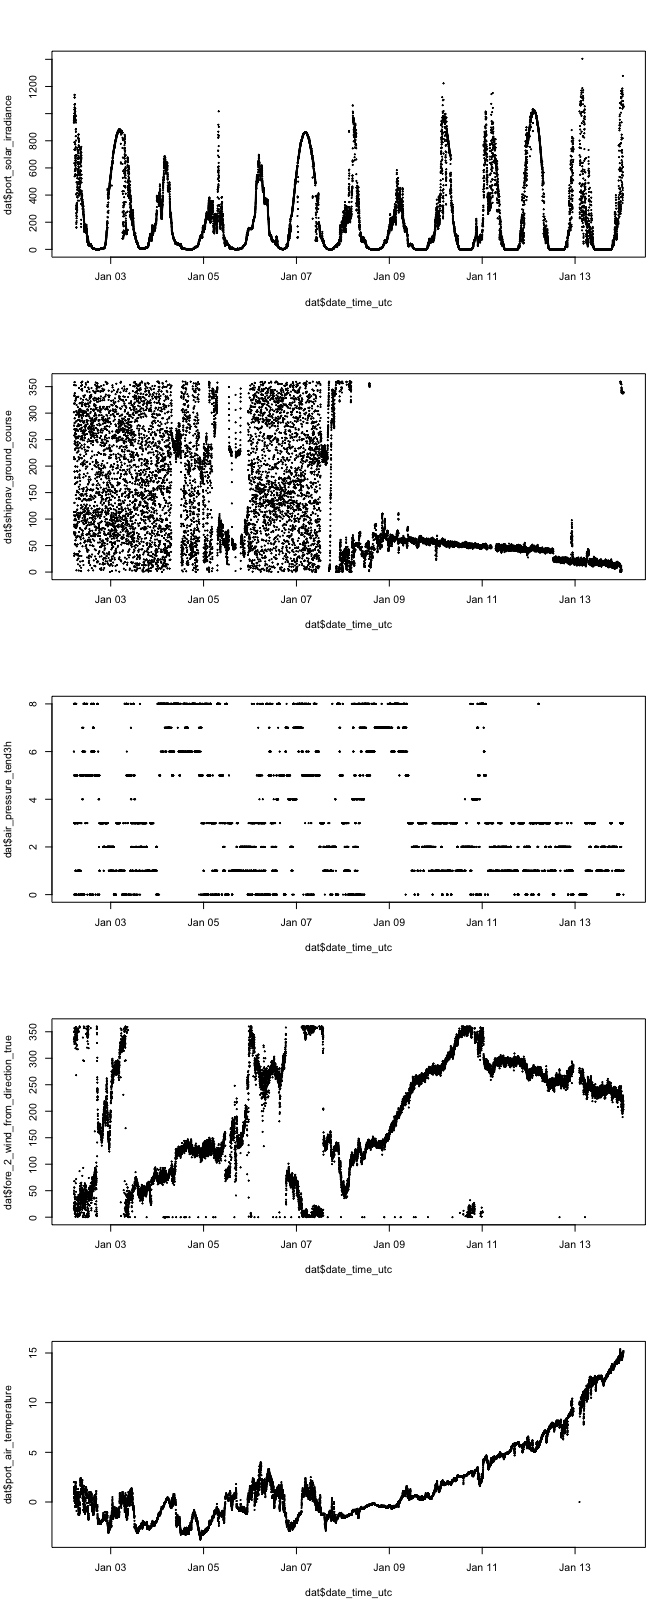 dat$port_solar_irradiance
1200
800
600
400
200
0
Jan 03 Jan 05 Jan 07 Jan 09 Jan 11 Jan 13
dat$date_time_utc
dat$shipnav_ground_course
350
300
250
200
150
100
50
0
Jan 03 Jan 05 Jan 07 Jan 09 Jan 11 Jan 13
dat$date_time_utc
dat$air_pressure_tend3h
8
6
4
2
0
Jan 03 Jan 05 Jan 07 Jan 09 Jan 11 Jan 13
dat$date_time_utc
dat$fore_2_wind_from_direction_true
350
300
250
200
150
100
50
0
Jan 03 Jan 05 Jan 07 Jan 09 Jan 11 Jan 13
dat$date_time_utc
dat$port_air_temperature
15
10
5
0
Jan 03 Jan 05 Jan 07 Jan 09 Jan 11 Jan 13
dat$date_time_utc